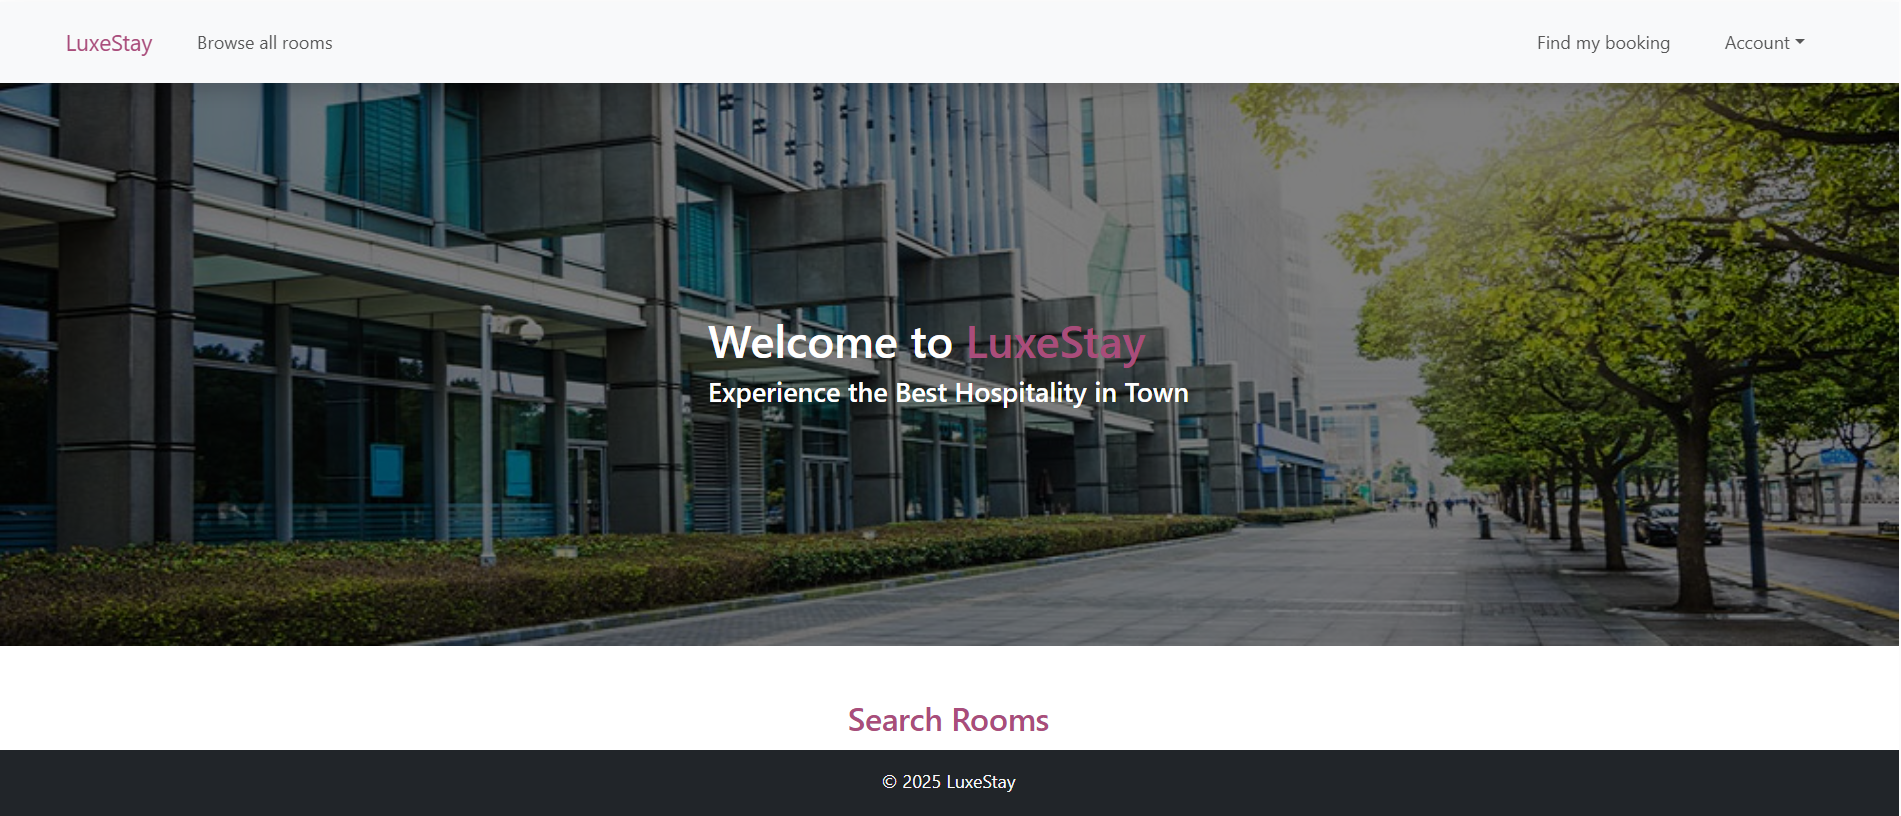 LuxeStay Browse all rooms Find my booking Account
Welcome to LuxeStay
Experience the Best Hospitality in Town
Search Rooms
© 2025 LuxeStay